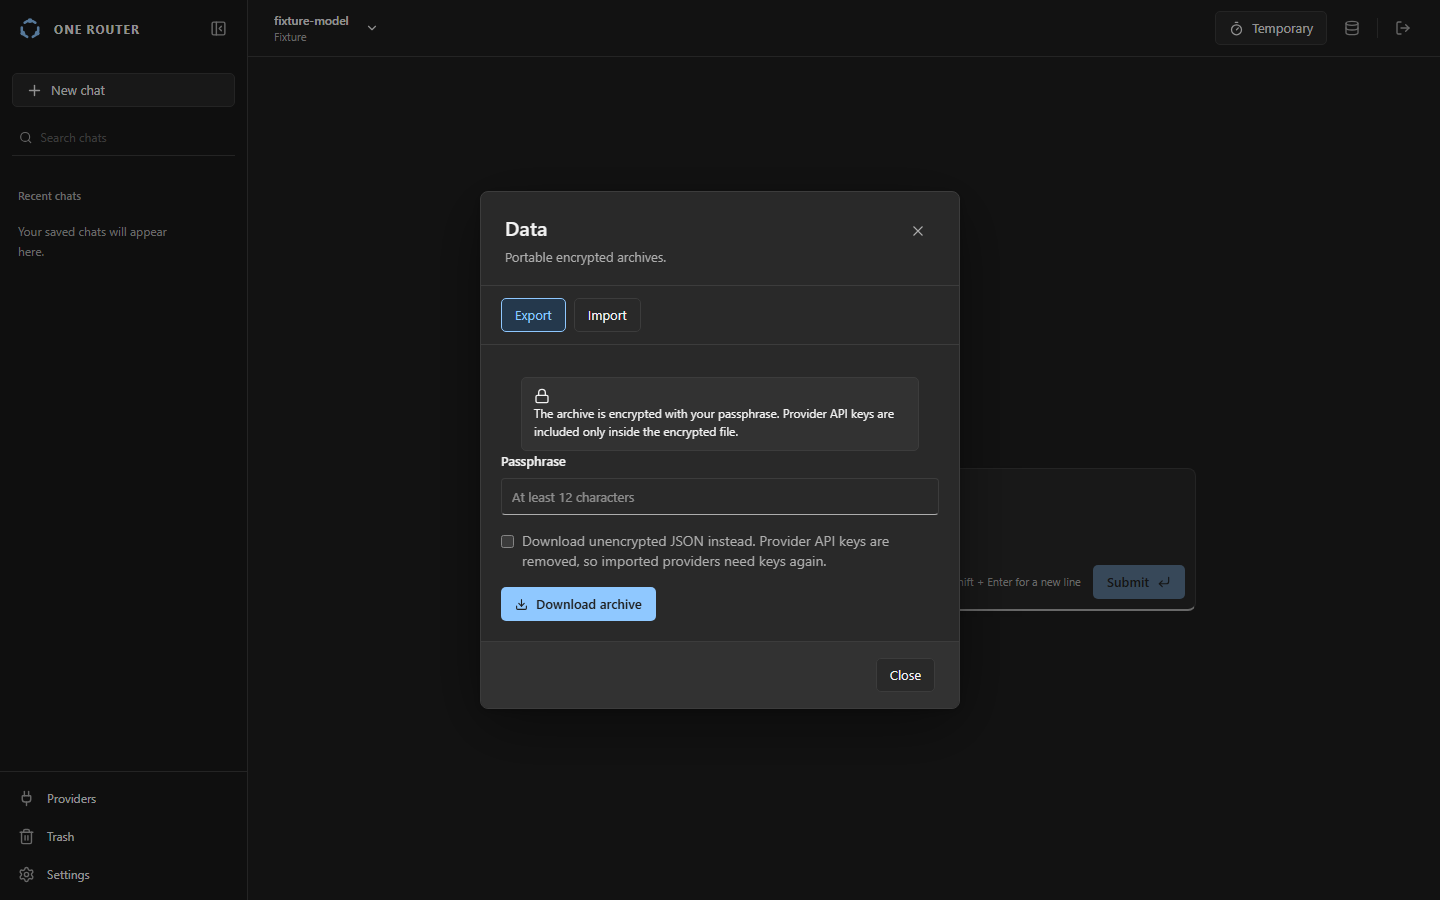 ONE ROUTER
fixture-model
Fixture
Temporary
New chat
Search chats
Recent chats
Your saved chats will appear
here.
Data
Portable encrypted archives.
Export
Import
The archive is encrypted with your passphrase. Provider API keys are
included only inside the encrypted file.
Passphrase
At least 12 characters
Download unencrypted JSON instead. Provider API keys are
removed, so imported providers need keys again.
Download archive
+ Enter for a new line
Submit
Close
Providers
Trash
Settings